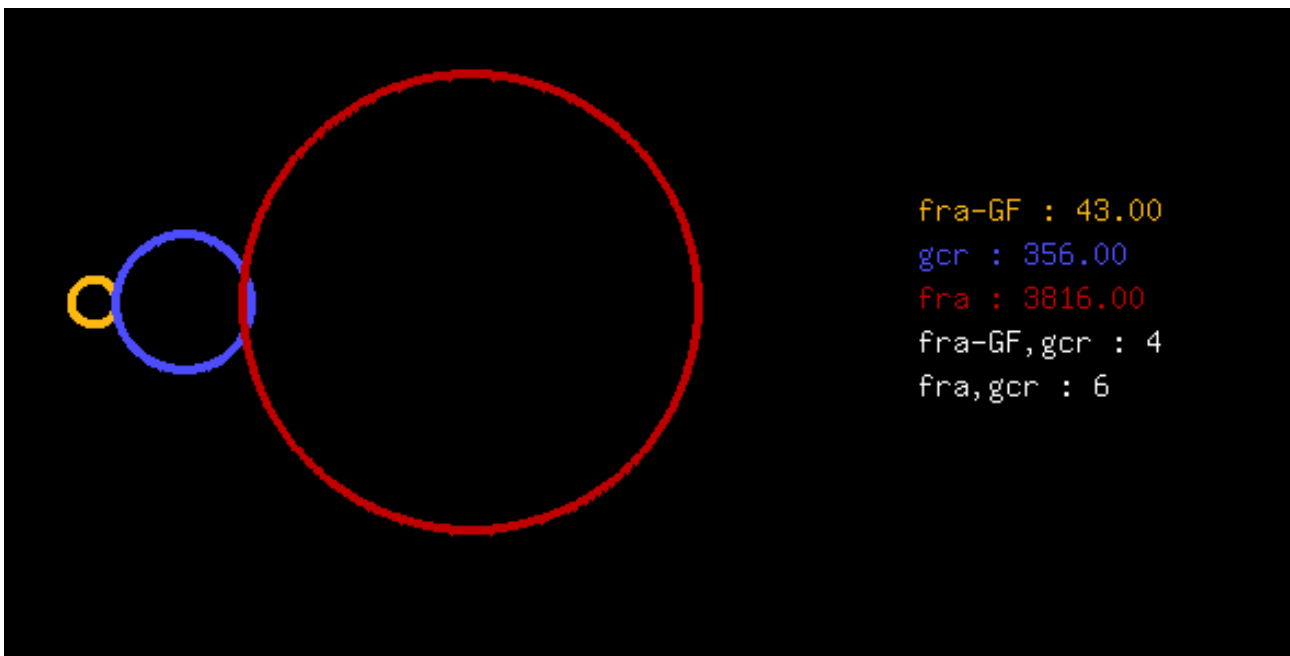 fra-GF : 43.00
gcr : 356.00
fra : 3816.00
fra-GF,gcr : 4
fra,gcr : 6